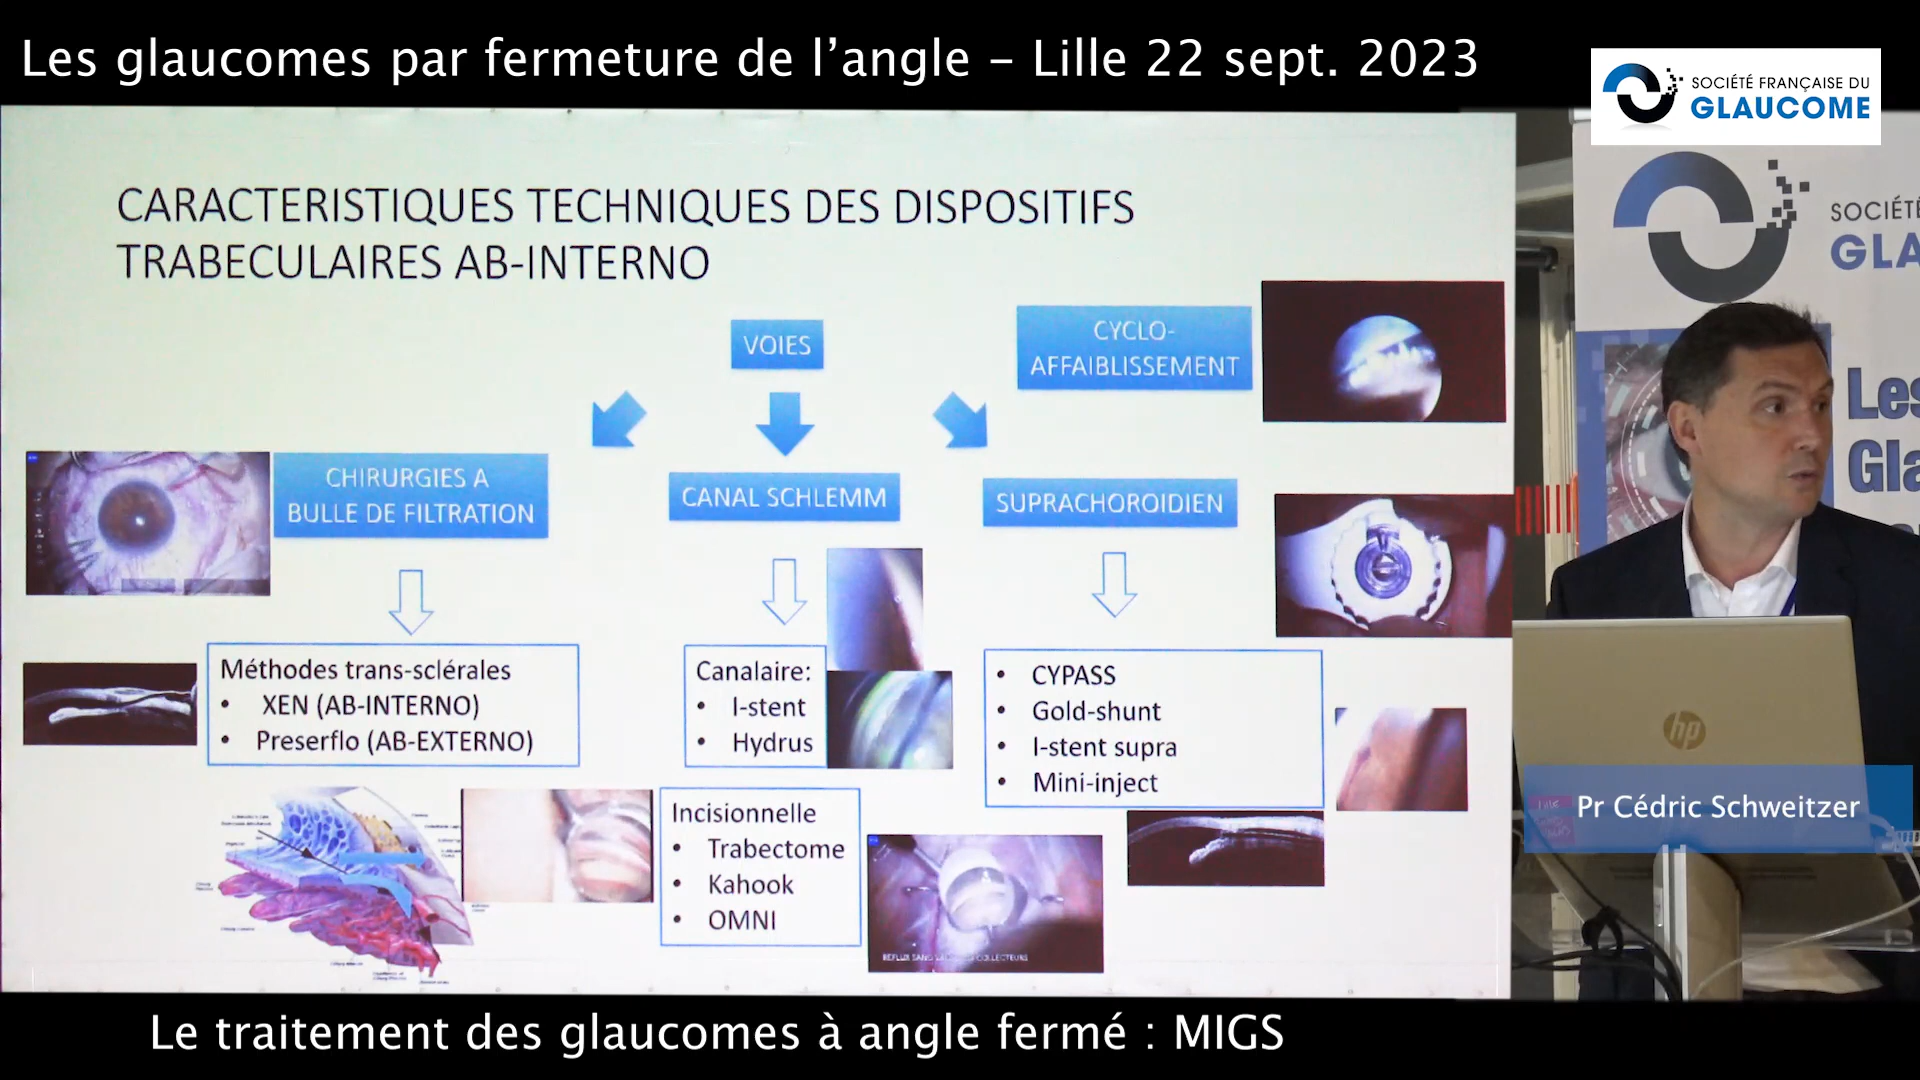 Les glaucomes par fermeture de l’angle – Lille 22 sept. 2023
SOCIÉTÉ FRANÇAISE DU
GLAUCOME
SOCIÉTÉ
GLA
CARACTERISTIQUES TECHNIQUES DES DISPOSITIFS
TRABECULAIRES AB-INTERNO
VOIES
CYCLO-
AFFAIBLISSEMENT
CHIRURGIES A
BULLE DE FILTRATION
CANAL SCHLEMM
SUPRACHOROIDIEN
Les
Gla
Méthodes trans-sclérales
• XEN (AB-INTERNO)
• Preserflo (AB-EXTERNO)
Canalaire:
• I-stent
• Hydrus
• CYPASS
• Gold-shunt
• I-stent supra
• Mini-inject
Incisionnelle
• Trabectome
• Kahook
• OMNI
hp
Pr Cédric Schweitzer
Le traitement des glaucomes à angle fermé : MIGS